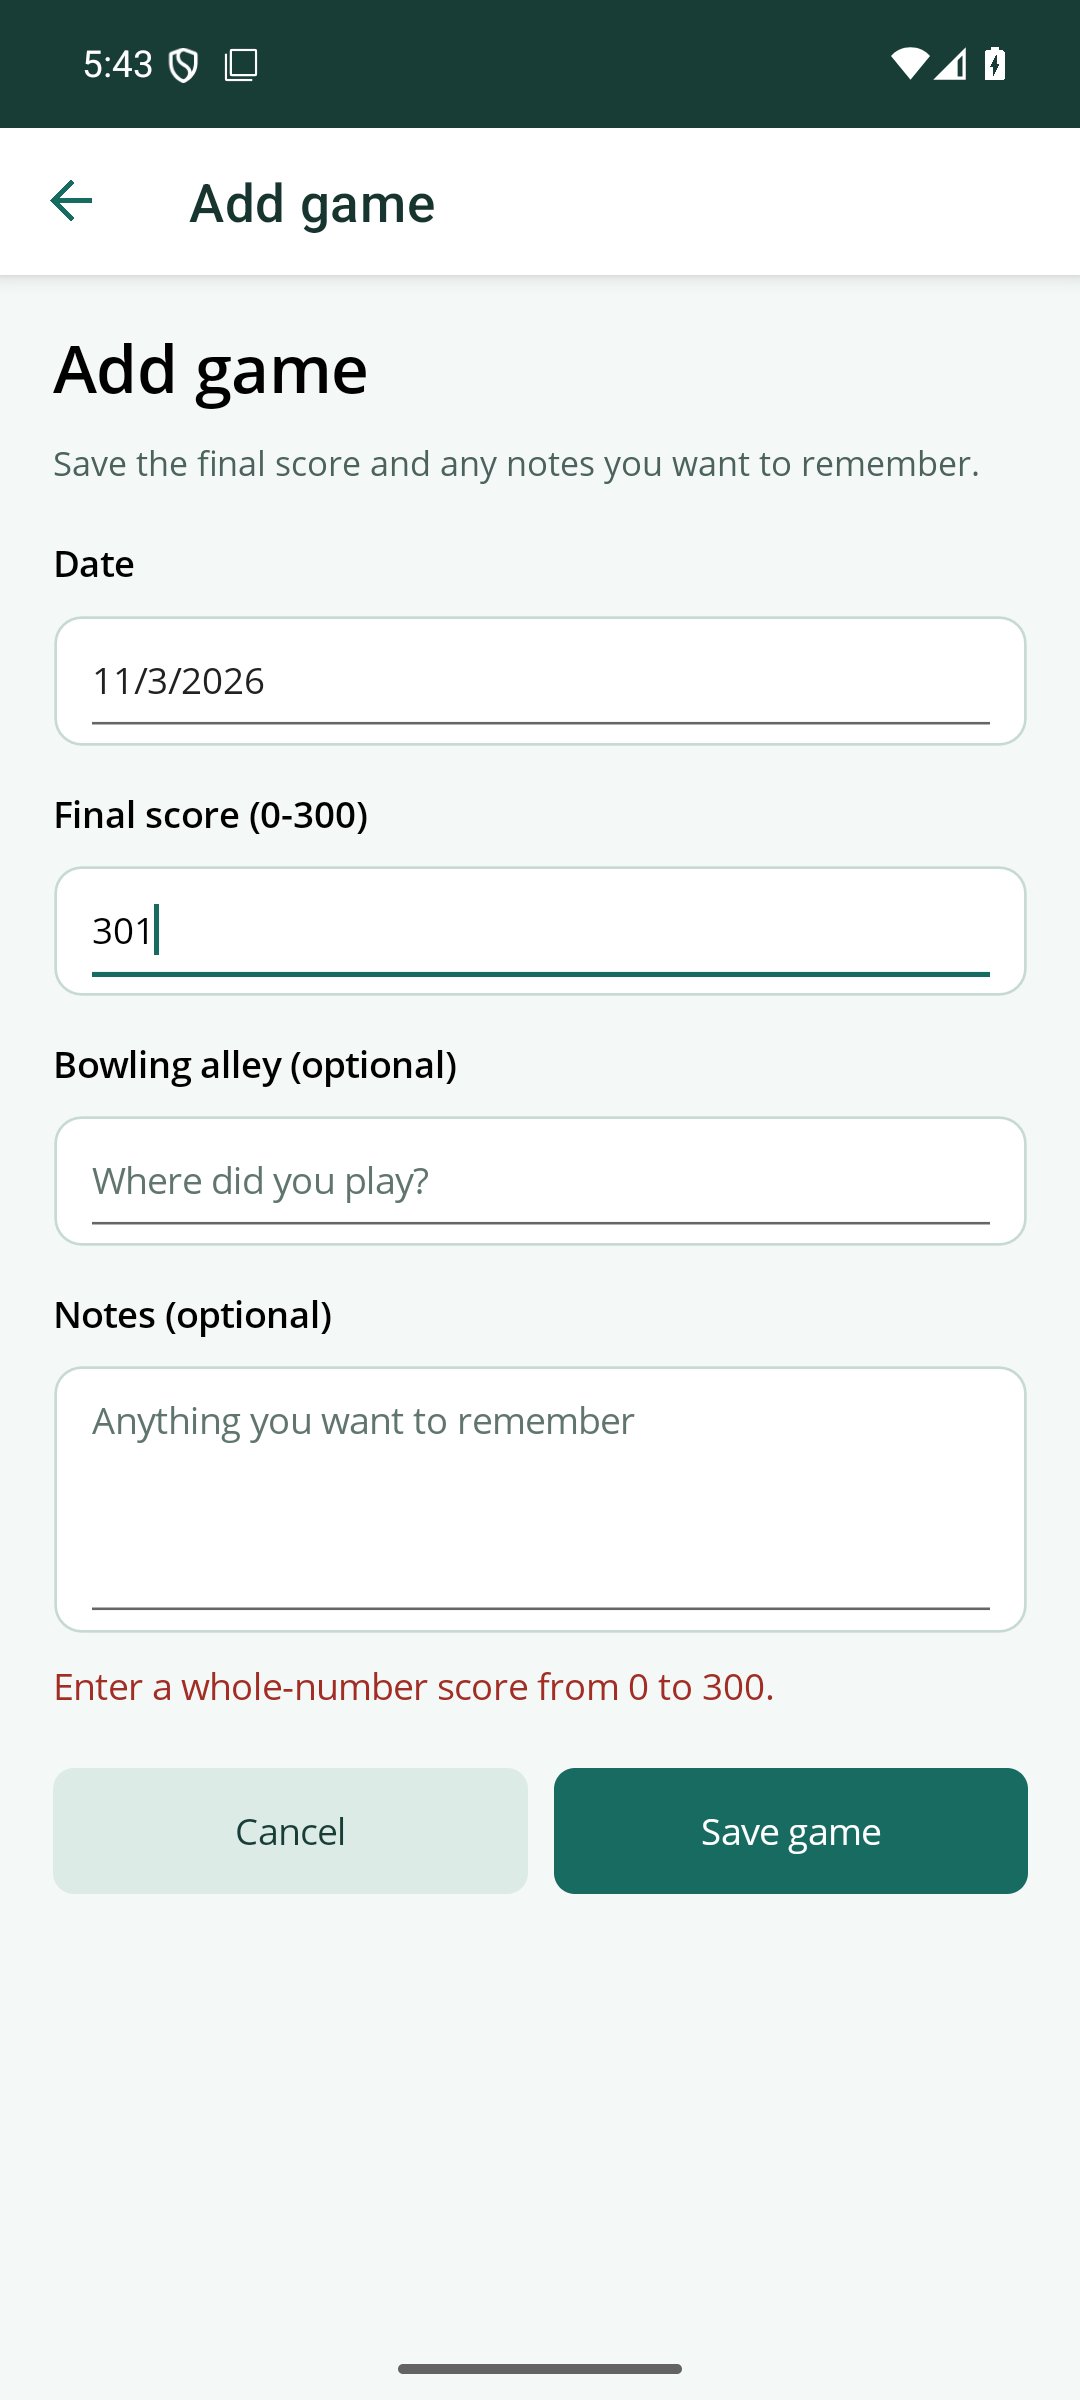 5:43
Add game
Add game
Save the final score and any notes you want to remember.
Date
11/3/2026
Final score (0-300)
301
Bowling alley (optional)
Where did you play?
Notes (optional)
Anything you want to remember
Enter a whole-number score from 0 to 300.
Cancel
Save game